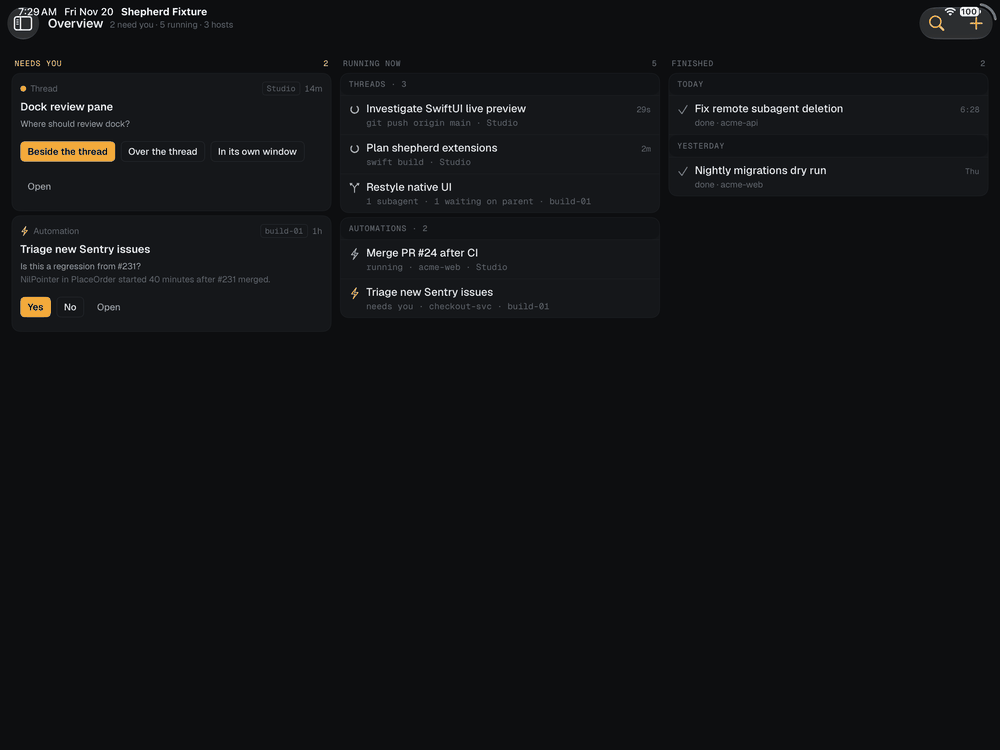 7:29 AM Fri Nov 20 Shepherd Fixture
100
Overview 2 need you · 5 running · 3 hosts
NEEDS YOU 2
Thread Studio 14m
Dock review pane
Where should review dock?
Beside the thread Over the thread In its own window
Open
Automation build-01 1h
Triage new Sentry issues
Is this a regression from #231?
NilPointer in PlaceOrder started 40 minutes after #231 merged.
Yes No Open
RUNNING NOW 5
THREADS · 3
Investigate SwiftUI live preview 29s
git push origin main · Studio
Plan shepherd extensions 2m
swift build · Studio
Restyle native UI
1 subagent · 1 waiting on parent · build-01
AUTOMATIONS · 2
Merge PR #24 after CI
running · acme-web · Studio
Triage new Sentry issues
needs you · checkout-svc · build-01
FINISHED 2
TODAY
Fix remote subagent deletion 6:28
done · acme-api
YESTERDAY
Nightly migrations dry run Thu
done · acme-web